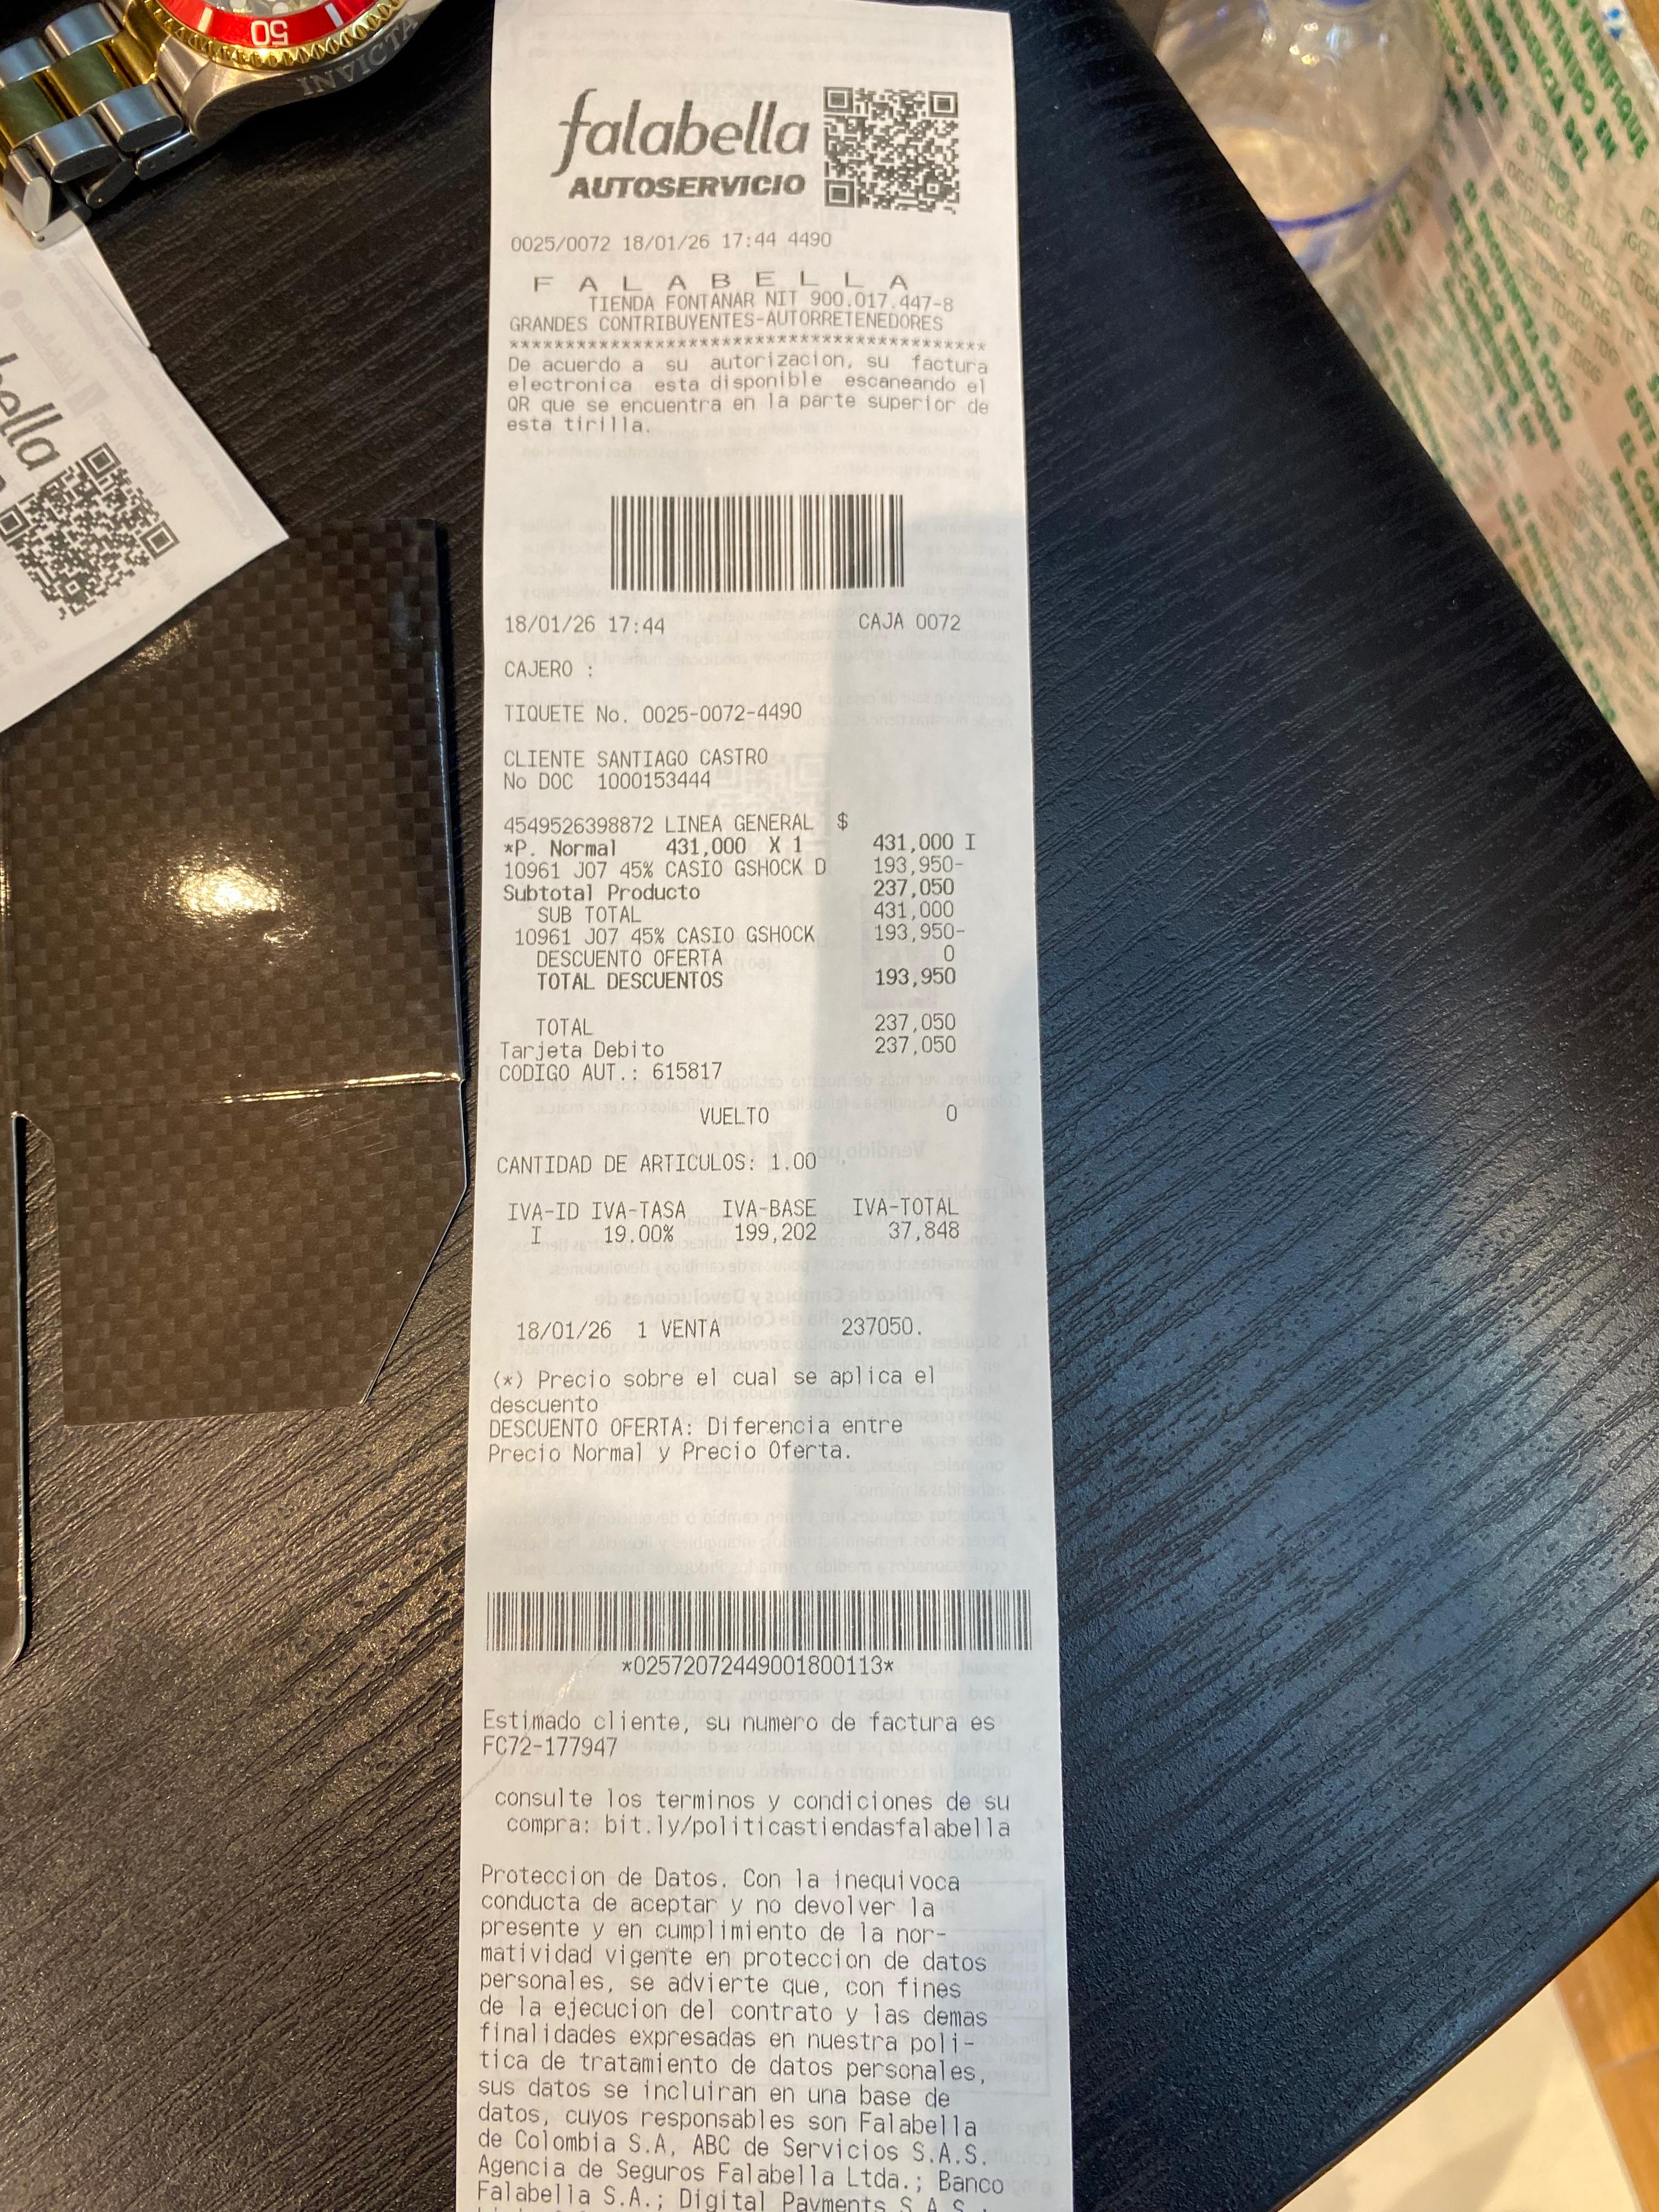 50
INVICTA
falabella
AUTOSERVICIO
0025/0072 18/01/26 17:44 4490
F A L A B E L L A
TIENDA FONTANAR NIT 900.017.447-8
GRANDES CONTRIBUYENTES-AUTORRETENEDORES
*******************************************
De acuerdo a su autorizacion, su factura
electronica esta disponible escaneando el
QR que se encuentra en la parte superior de
esta tirilla.
18/01/26 17:44 CAJA 0072
CAJERO :
TIQUETE No. 0025-0072-4490
CLIENTE SANTIAGO CASTRO
No DOC 1000153444
4549526398872 LINEA GENERAL $
*P. Normal 431,000 X 1 431,000 I
10961 J07 45% CASIO GSHOCK D 193,950-
Subtotal Producto 237,050
SUB TOTAL 431,000
10961 J07 45% CASIO GSHOCK 193,950-
DESCUENTO OFERTA 0
TOTAL DESCUENTOS 193,950
TOTAL 237,050
Tarjeta Debito 237,050
CODIGO AUT.: 615817
VUELTO 0
CANTIDAD DE ARTICULOS: 1.00
IVA-ID IVA-TASA IVA-BASE IVA-TOTAL
I 19.00% 199,202 37,848
18/01/26 1 VENTA 237050.
(*) Precio sobre el cual se aplica el
descuento
DESCUENTO OFERTA: Diferencia entre
Precio Normal y Precio Oferta.
*02572072449001800113*
Estimado cliente, su numero de factura es
FC72-177947
consulte los terminos y condiciones de su
compra: bit.ly/politicastiendasfalabella
Proteccion de Datos. Con la inequivoca
conducta de aceptar y no devolver la
presente y en cumplimiento de la nor-
matividad vigente en proteccion de datos
personales, se advierte que, con fines
de la ejecucion del contrato y las demas
finalidades expresadas en nuestra poli-
tica de tratamiento de datos personales,
sus datos se incluiran en una base de
datos, cuyos responsables son Falabella
de Colombia S.A, ABC de Servicios S.A.S.
Agencia de Seguros Falabella Ltda.; Banco
Falabella S.A.; Digital Payments S.A.S.;